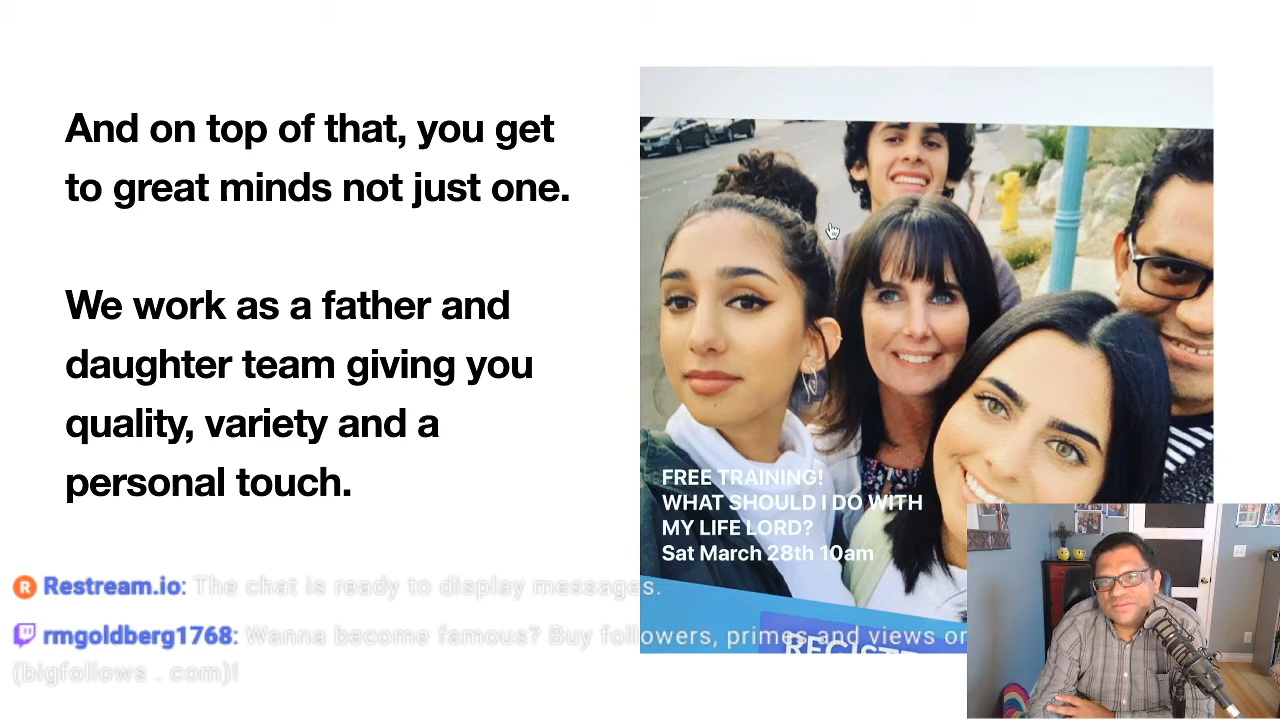 And on top of that, you get
to great minds not just one.
We work as a father and
daughter team giving you
quality, variety and a
personal touch.
FREE TRAINING!
WHAT SHOULD I DO WITH
MY LIFE LORD?
Sat March 28th 10am
Restream.io: The chat is ready to display messages.
rmgoldberg1768: Wanna become famous? Buy followers, primes and views on
(bigfollows . com)!